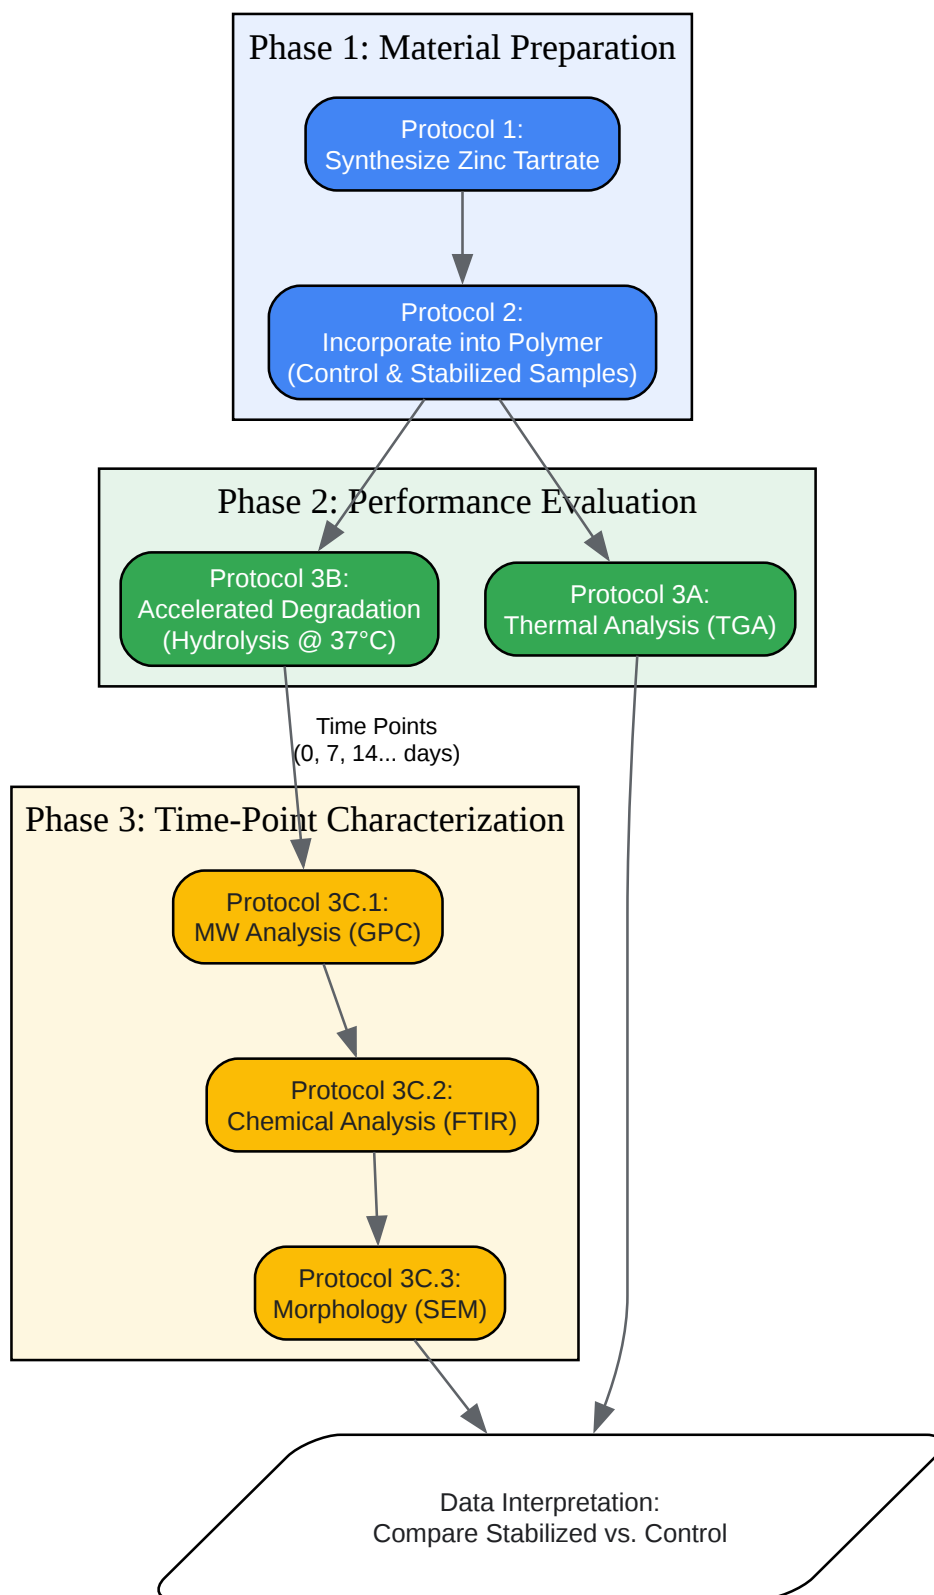 Phase 1: Material Preparation
Protocol 1:
Synthesize Zinc Tartrate
Protocol 2:
Incorporate into Polymer
(Control & Stabilized Samples)
Phase 2: Performance Evaluation
Protocol 3B:
Accelerated Degradation
(Hydrolysis @ 37°C)
Protocol 3A:
Thermal Analysis (TGA)
Time Points
(0, 7, 14... days)
Phase 3: Time-Point Characterization
Protocol 3C.1:
MW Analysis (GPC)
Protocol 3C.2:
Chemical Analysis (FTIR)
Protocol 3C.3:
Morphology (SEM)
Data Interpretation:
Compare Stabilized vs. Control